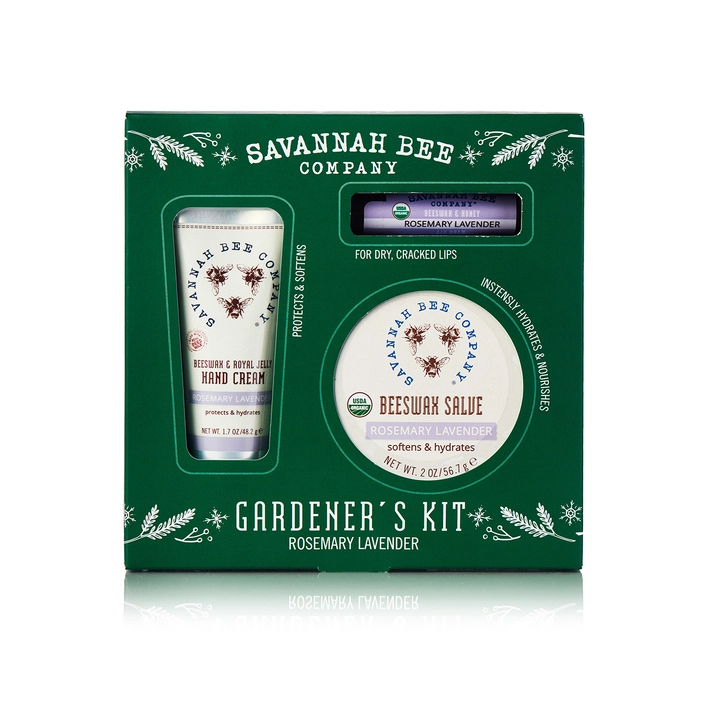 SAVANNAH BEE
COMPANY
SAVANNAH BEE COMPANY
®
BEESWAX & ROYAL JELLY
HAND CREAM
ROSEMARY LAVENDER
protects & hydrates
NET WT. 1.7 OZ/48.2 g ℮
PROTECTS & SOFTENS
SAVANNAH BEE
COMPANY
USDA
ORGANIC
BEESWAX & HONEY
ROSEMARY LAVENDER
FOR DRY, CRACKED LIPS
INSTENSLY HYDRATES & NOURISHES
SAVANNAH BEE COMPANY
®
USDA
ORGANIC
BEESWAX SALVE
ROSEMARY LAVENDER
softens & hydrates
NET WT. 2 OZ/56.7 g ℮
GARDENER´S KIT
ROSEMARY LAVENDER